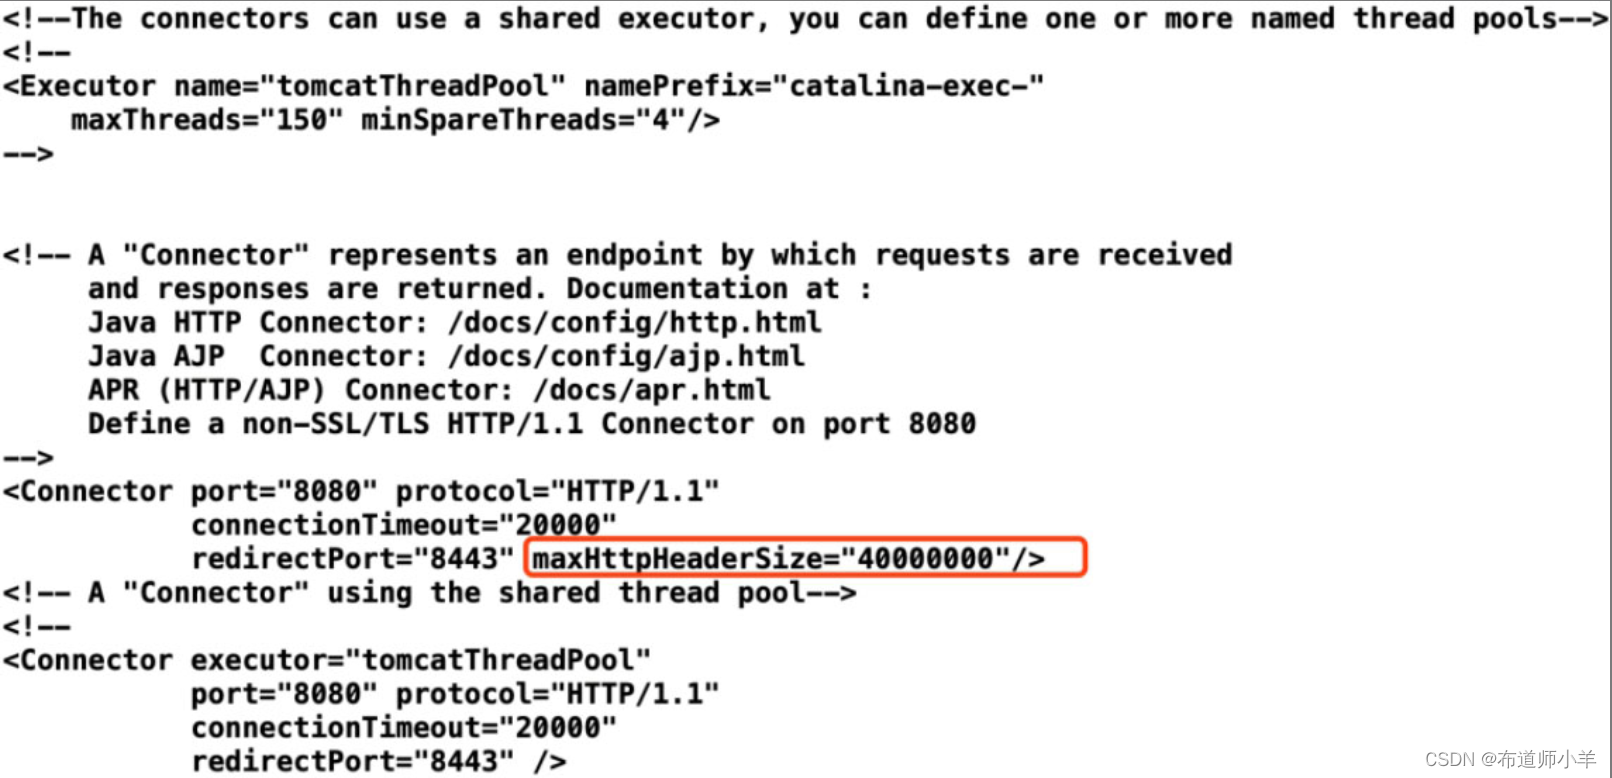 <!--The connectors can use a shared executor, you can define one or more named thread pools-->
<!--
<Executor name="tomcatThreadPool" namePrefix="catalina-exec-"
    maxThreads="150" minSpareThreads="4"/>
-->
<!-- A "Connector" represents an endpoint by which requests are received
     and responses are returned. Documentation at :
     Java HTTP Connector: /docs/config/http.html
     Java AJP  Connector: /docs/config/ajp.html
     APR (HTTP/AJP) Connector: /docs/apr.html
     Define a non-SSL/TLS HTTP/1.1 Connector on port 8080
-->
<Connector port="8080" protocol="HTTP/1.1"
           connectionTimeout="20000"
           redirectPort="8443" maxHttpHeaderSize="40000000"/>
<!-- A "Connector" using the shared thread pool-->
<!--
<Connector executor="tomcatThreadPool"
           port="8080" protocol="HTTP/1.1"
           connectionTimeout="20000"
           redirectPort="8443" />
CSDN @布道师小羊